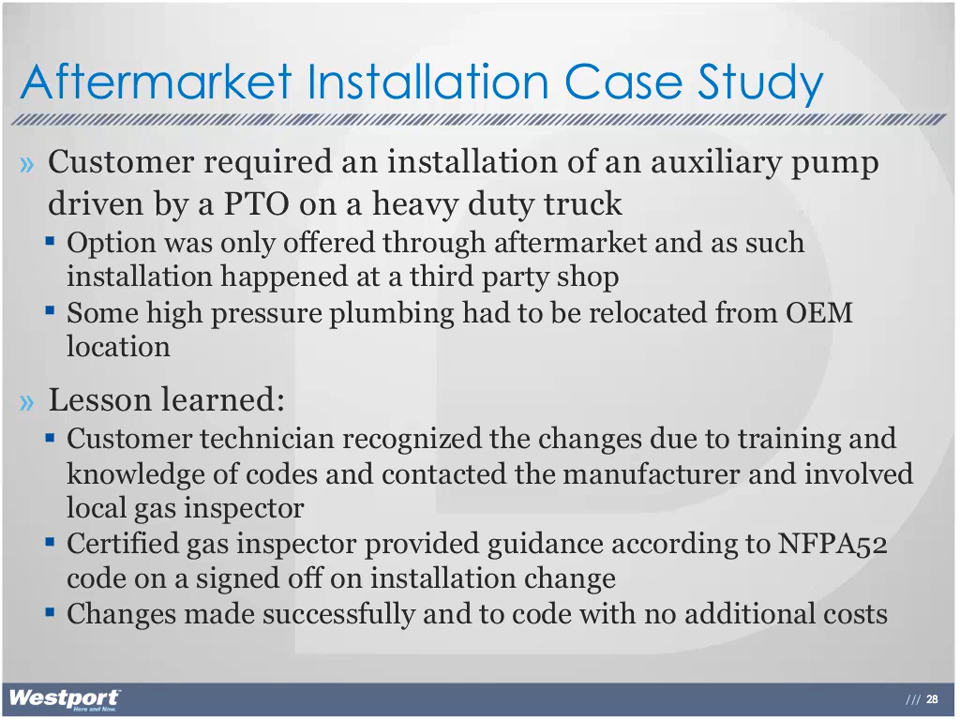 Aftermarket Installation Case Study
» Customer required an installation of an auxiliary pump
driven by a PTO on a heavy duty truck
▪ Option was only offered through aftermarket and as such
installation happened at a third party shop
▪ Some high pressure plumbing had to be relocated from OEM
location
» Lesson learned:
▪ Customer technician recognized the changes due to training and
knowledge of codes and contacted the manufacturer and involved
local gas inspector
▪ Certified gas inspector provided guidance according to NFPA52
code on a signed off on installation change
▪ Changes made successfully and to code with no additional costs
Westport™
Here and Now.
/// 28